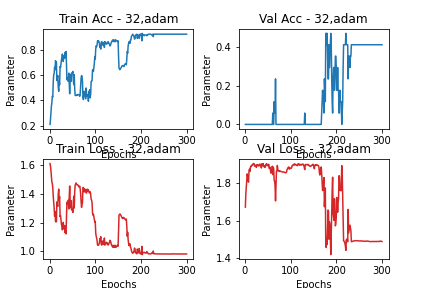 Train Acc - 32,adam
Val Acc - 32,adam
Parameter
0.8
0.6
0.4
0.2
0
100
200
300
Epochs
Parameter
0.4
0.2
0.0
0
100
200
300
Epochs
Train Loss - 32,adam
Val Loss - 32,adam
Parameter
1.6
1.4
1.2
1.0
0
100
200
300
Epochs
Parameter
1.8
1.6
1.4
0
100
200
300
Epochs